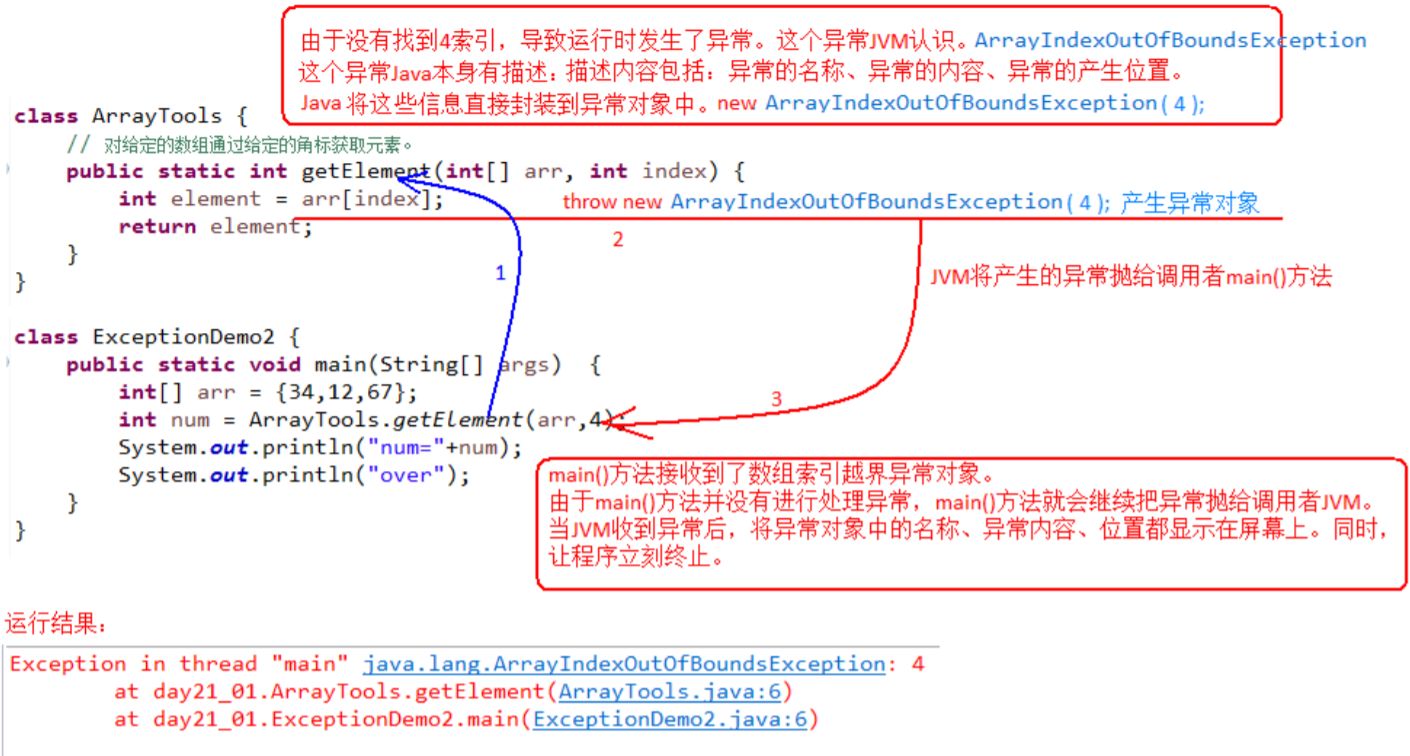 由于没有找到4索引，导致运行时发生了异常。这个异常JVM认识。ArrayIndexOutOfBoundsException
这个异常Java本身有描述：描述内容包括：异常的名称、异常的内容、异常的产生位置。
Java 将这些信息直接封装到异常对象中。new ArrayIndexOutOfBoundsException( 4 );
class ArrayTools {
// 对给定的数组通过给定的角标获取元素。
public static int getElement(int[] arr, int index) {
int element = arr[index];
throw new ArrayIndexOutOfBoundsException( 4 ); 产生异常对象
return element;
2
}
1
JVM将产生的异常抛给调用者main()方法
}
class ExceptionDemo2 {
public static void main(String[] args) {
int[] arr = {34,12,67};
3
int num = ArrayTools.getElement(arr,4);
System.out.println("num="+num);
System.out.println("over");
}
}
main()方法接收到了数组索引越界异常对象。
由于main()方法并没有进行处理异常，main()方法就会继续把异常抛给调用者JVM。
当JVM收到异常后，将异常对象中的名称、异常内容、位置都显示在屏幕上。同时，
让程序立刻终止。
运行结果：
Exception in thread "main" java.lang.ArrayIndexOutOfBoundsException: 4
at day21_01.ArrayTools.getElement(ArrayTools.java:6)
at day21_01.ExceptionDemo2.main(ExceptionDemo2.java:6)